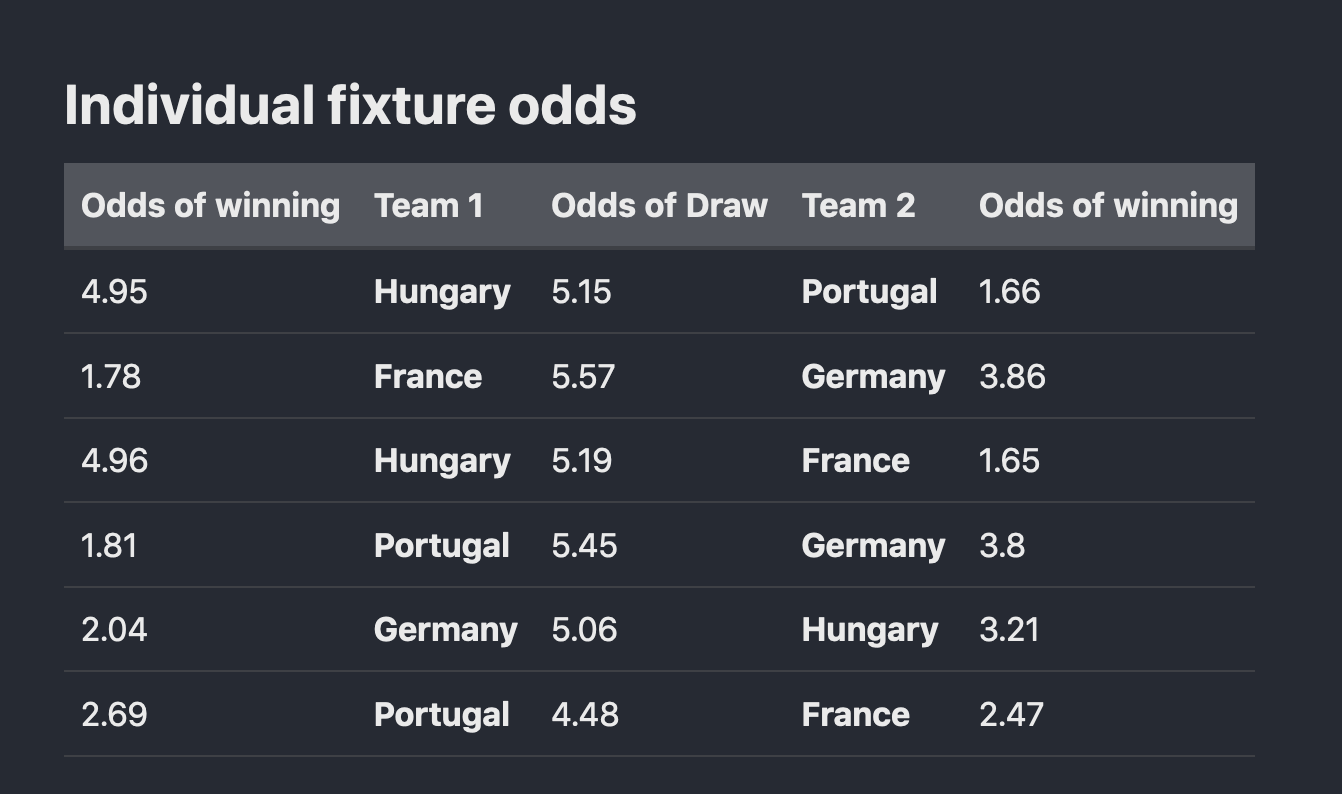 Individual fixture odds
Odds of winning Team 1 Odds of Draw Team 2 Odds of winning
4.95 Hungary 5.15 Portugal 1.66
1.78 France 5.57 Germany 3.86
4.96 Hungary 5.19 France 1.65
1.81 Portugal 5.45 Germany 3.8
2.04 Germany 5.06 Hungary 3.21
2.69 Portugal 4.48 France 2.47